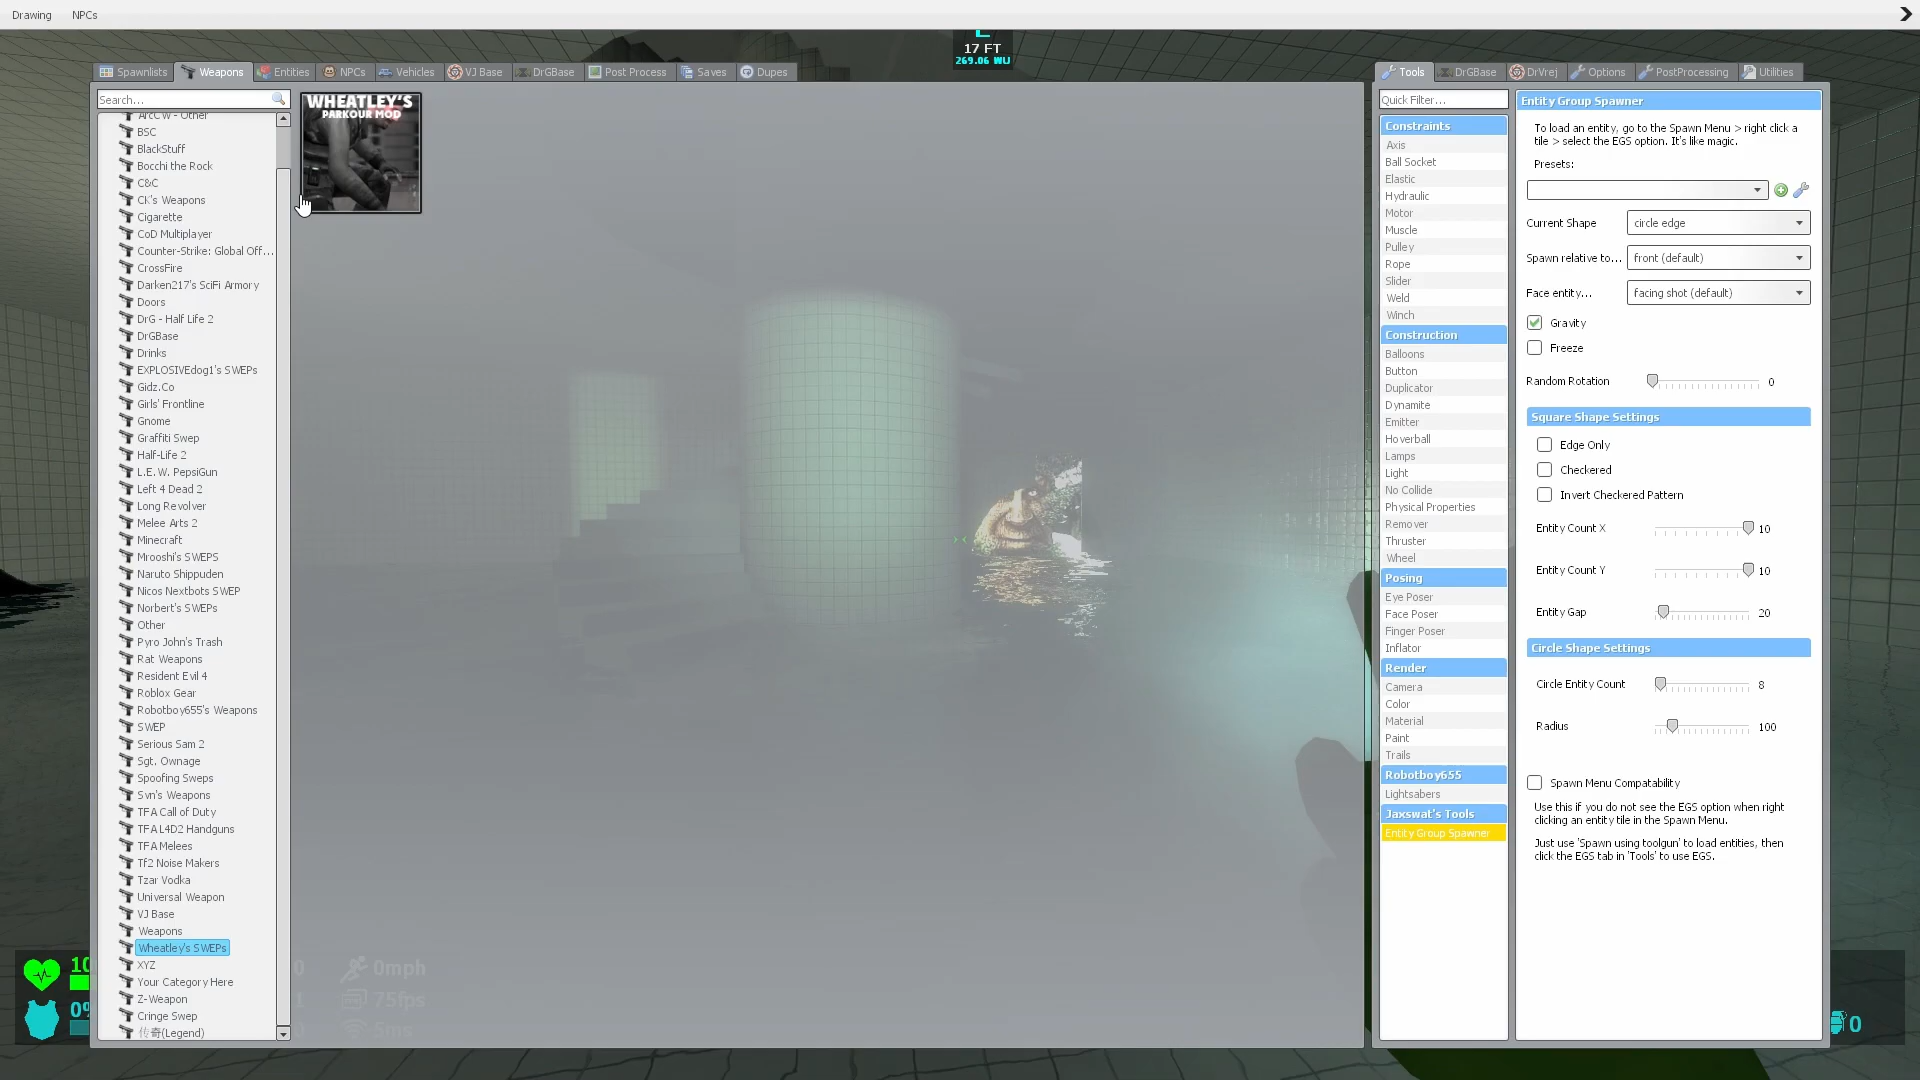 Drawing NPCs
17 FT
269.06 WU
Spawnlists Weapons Entities NPCs Vehicles VJ Base DrGBase Post Process Saves Dupes
Tools DrGBase DrVrej Options PostProcessing Utilities
Search...
ArcCW - Other
BSC
BlackStuff
Bocchi the Rock
C&C
Ck's Weapons
Cigarette
CoD Multiplayer
Counter-Strike: Global Off...
CrossFire
Darken217's SciFi Armory
Doors
DrG - Half Life 2
DrGBase
Drinks
EXPLOSIVEdog1's SWEPs
Gidz.Co
Girls' Frontline
Gnome
Graffiti Swep
Half-Life 2
L.E.W. PepsiGun
Left 4 Dead 2
Long Revolver
Melee Arts 2
Minecraft
Mrooshi's SWEPS
Naruto Shippuden
Nicos Nextbots SWEP
Norbert's SWEPs
Other
Pyro John's Trash
Rat Weapons
Resident Evil 4
Roblox Gear
Robotboy655's Weapons
SWEP
Serious Sam 2
Sgt. Ownage
Spoofing Sweps
Svn's Weapons
TFA Call of Duty
TFA L4D2 Handguns
TFA Melees
Tf2 Noise Makers
Tzar Vodka
Universal Weapon
VJ Base
Weapons
Wheatley's SWEPs
XYZ
Your Category Here
Z-Weapon
Cringe Swep
传奇(Legend)
WHEATLEY'S
PARKOUR MOD
0mph
75fps
5ms
Quick Filter...
Constraints
Axis
Ball Socket
Elastic
Hydraulic
Motor
Muscle
Pulley
Rope
Slider
Weld
Winch
Construction
Balloons
Button
Duplicator
Dynamite
Emitter
Hoverball
Lamps
Light
No Collide
Physical Properties
Remover
Thruster
Wheel
Posing
Eye Poser
Face Poser
Finger Poser
Inflator
Render
Camera
Color
Material
Paint
Trails
Robotboy655
Lightsabers
Jaxswat's Tools
Entity Group Spawner
Entity Group Spawner
To load an entity, go to the Spawn Menu > right click a
tile > select the EGS option. It's like magic.
Presets:
Current Shape circle edge
Spawn relative to... front (default)
Face entity... facing shot (default)
Gravity
Freeze
Random Rotation 0
Square Shape Settings
Edge Only
Checkered
Invert Checkered Pattern
Entity Count X 10
Entity Count Y 10
Entity Gap 20
Circle Shape Settings
Circle Entity Count 8
Radius 100
Spawn Menu Compatability
Use this if you do not see the EGS option when right
clicking an entity tile in the Spawn Menu.
Just use 'Spawn using toolgun' to load entities, then
click the EGS tab in 'Tools' to use EGS.
0